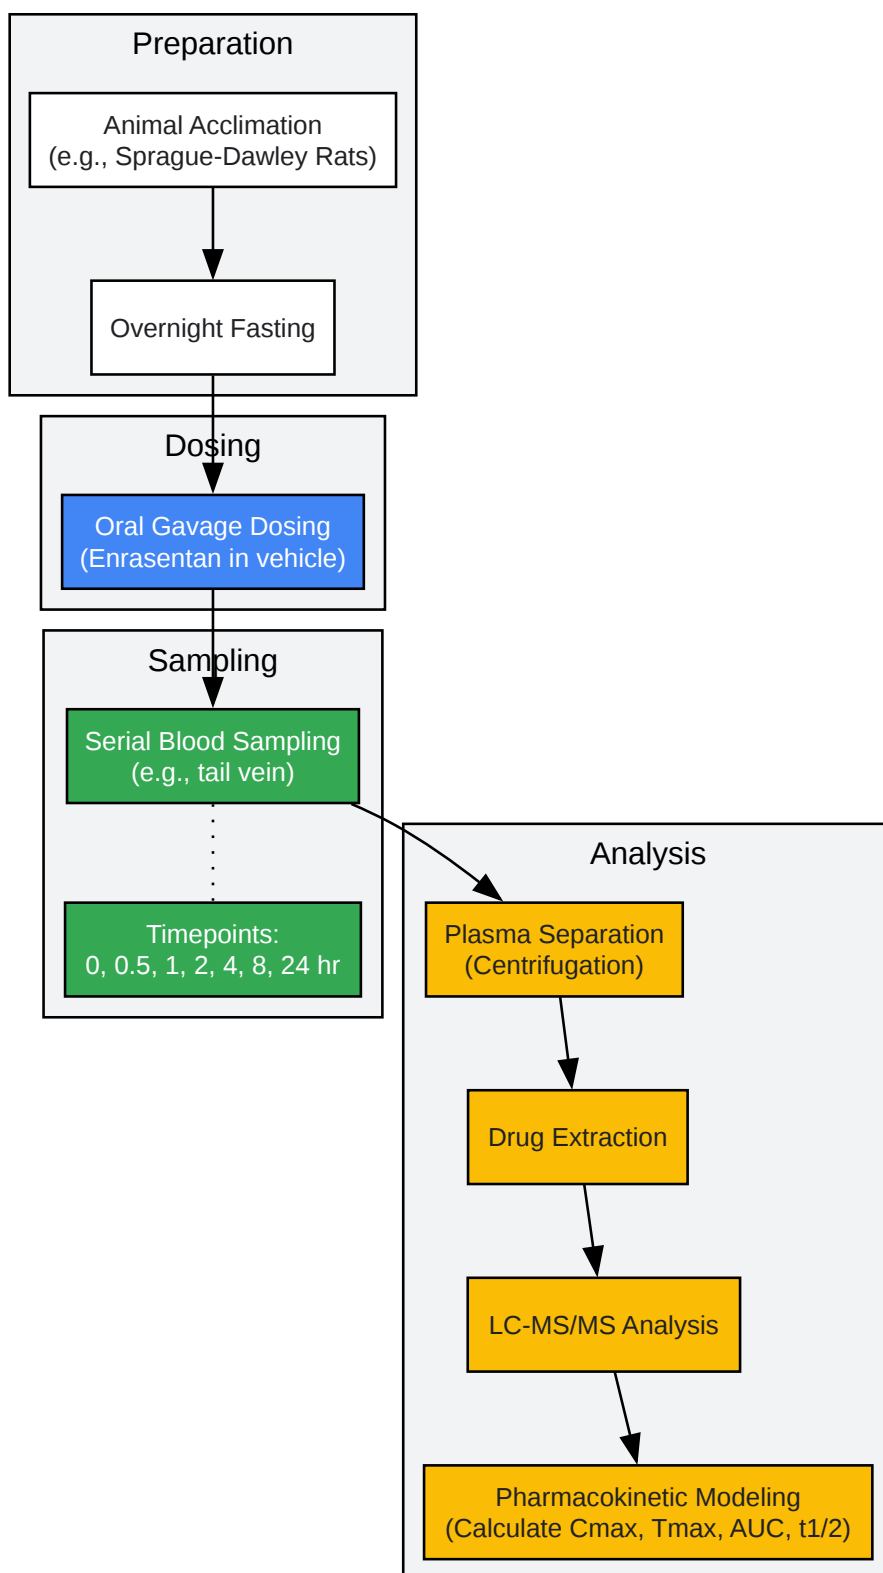 Preparation
Animal Acclimation
(e.g., Sprague-Dawley Rats)
Overnight Fasting
Dosing
Oral Gavage Dosing
(Enrasentan in vehicle)
Sampling
Serial Blood Sampling
(e.g., tail vein)
Timepoints:
0, 0.5, 1, 2, 4, 8, 24 hr
Analysis
Plasma Separation
(Centrifugation)
Drug Extraction
LC-MS/MS Analysis
Pharmacokinetic Modeling
(Calculate Cmax, Tmax, AUC, t1/2)